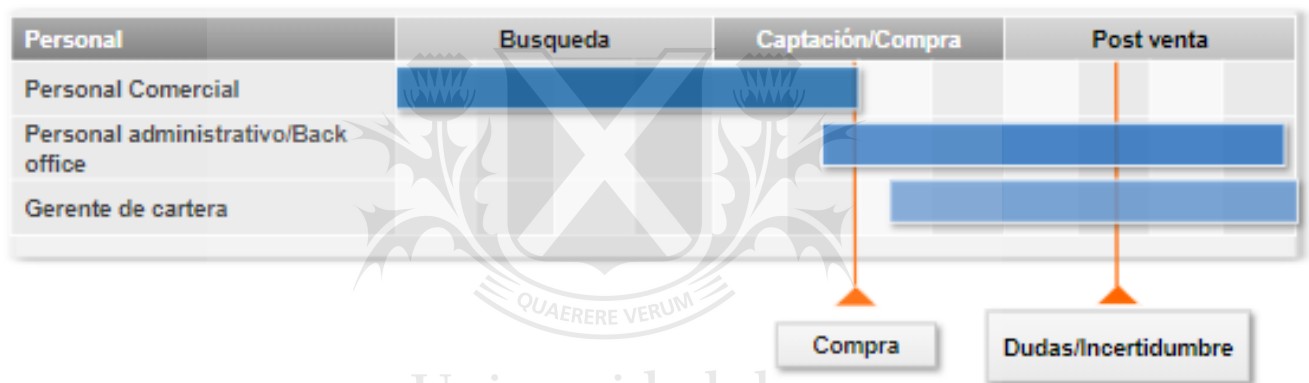 Personal Busqueda Captación/Compra Post venta
Personal Comercial
Personal administrativo/Back
office
Gerente de cartera
QUAERERE VERUM
Compra Dudas/Incertidumbre